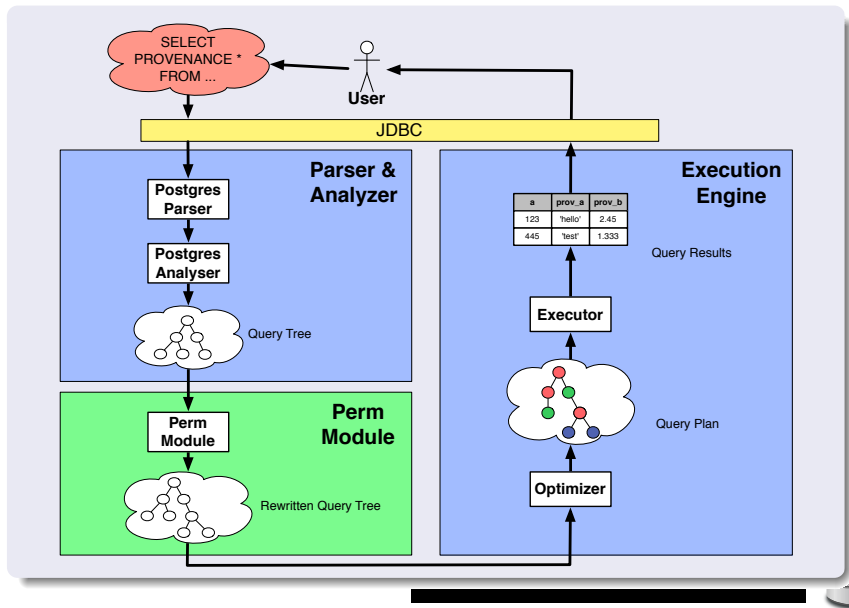 SELECT
PROVENANCE *
FROM ...
User
JDBC
Parser &
Analyzer
Postgres
Parser
Postgres
Analyser
Query Tree
Perm
Module
Perm
Module
Rewritten Query Tree
Execution
Engine
a prov_a prov_b
123 'hello' 2.45
445 'test' 1.333
Query Results
Executor
Query Plan
Optimizer